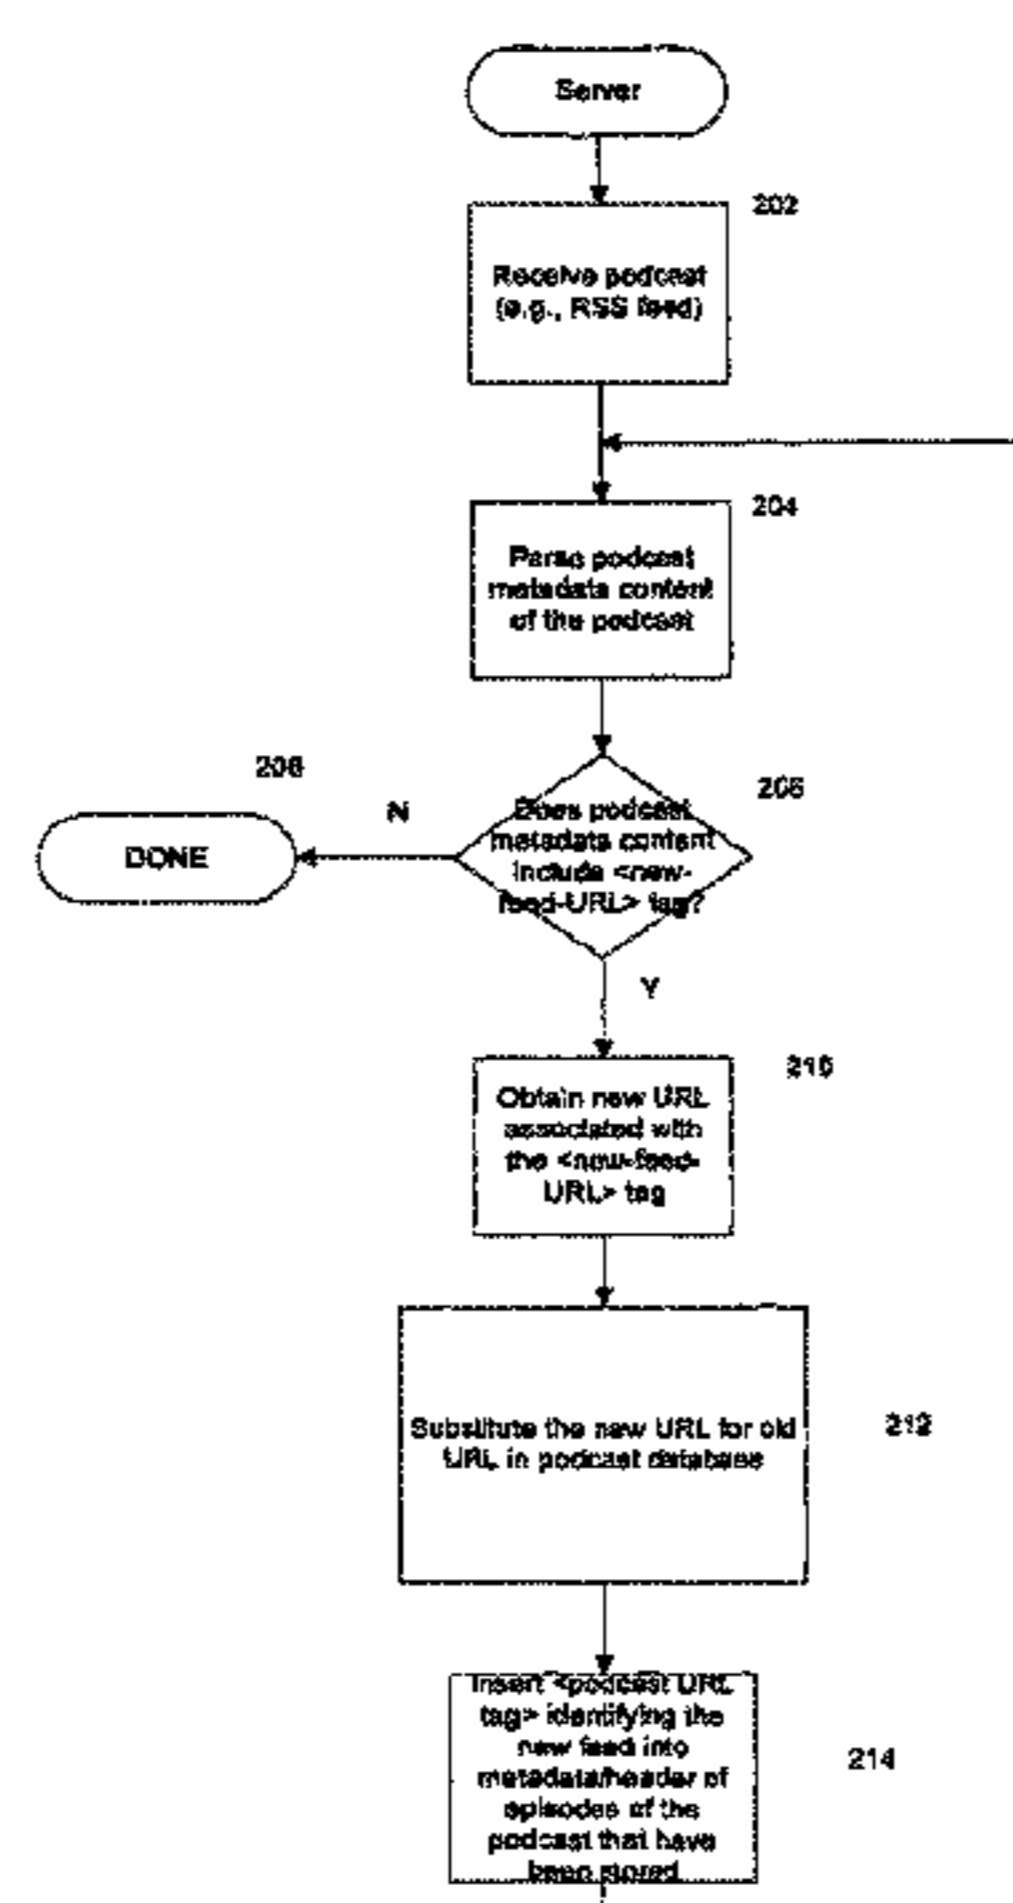 Server
202
Receive podcast
(e.g., RSS feed)
204
Parse podcast
metadata content
of the podcast
208
206
N
Does podcast
metadata content
include <new-
feed-URL> tag?
DONE
Y
210
Obtain new URL
associated with
the <new-feed-
URL> tag
Substitute the new URL for old
URL in podcast database
212
Insert <podcast URL
tag> identifying the
new feed into
metadata/header of
episodes of the
podcast that have
been stored
214